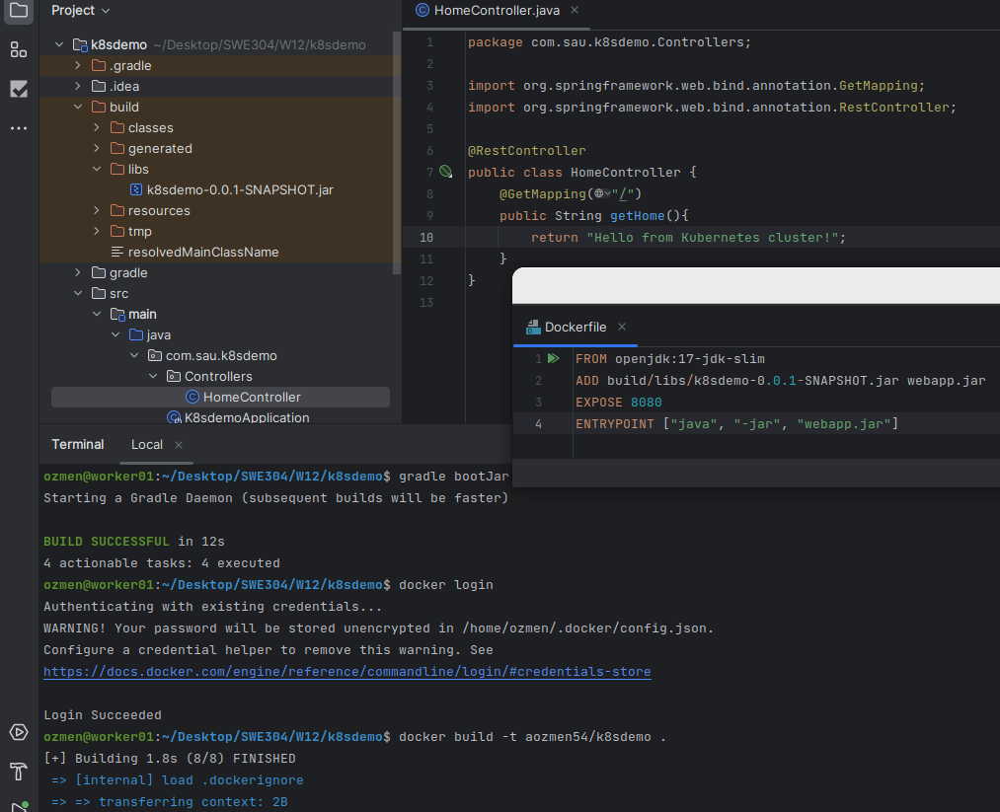 Project
k8sdemo ~/Desktop/SWE304/W12/k8sdemo
.gradle
.idea
build
classes
generated
libs
k8sdemo-0.0.1-SNAPSHOT.jar
resources
tmp
resolvedMainClassName
gradle
src
main
java
com.sau.k8sdemo
Controllers
HomeController
K8sdemoApplication
HomeController.java
1 package com.sau.k8sdemo.Controllers;
2
3 import org.springframework.web.bind.annotation.GetMapping;
4 import org.springframework.web.bind.annotation.RestController;
5
6 @RestController
7 public class HomeController {
8 @GetMapping("/")
9 public String getHome(){
10 return "Hello from Kubernetes cluster!";
11 }
12 }
13
Dockerfile
1 FROM openjdk:17-jdk-slim
2 ADD build/libs/k8sdemo-0.0.1-SNAPSHOT.jar webapp.jar
3 EXPOSE 8080
4 ENTRYPOINT ["java", "-jar", "webapp.jar"]
Terminal Local
ozmen@worker01:~/Desktop/SWE304/W12/k8sdemo$ gradle bootJar
Starting a Gradle Daemon (subsequent builds will be faster)
BUILD SUCCESSFUL in 12s
4 actionable tasks: 4 executed
ozmen@worker01:~/Desktop/SWE304/W12/k8sdemo$ docker login
Authenticating with existing credentials...
WARNING! Your password will be stored unencrypted in /home/ozmen/.docker/config.json.
Configure a credential helper to remove this warning. See
https://docs.docker.com/engine/reference/commandline/login/#credentials-store
Login Succeeded
ozmen@worker01:~/Desktop/SWE304/W12/k8sdemo$ docker build -t aozmen54/k8sdemo .
[+] Building 1.8s (8/8) FINISHED
=> [internal] load .dockerignore
=> => transferring context: 2B